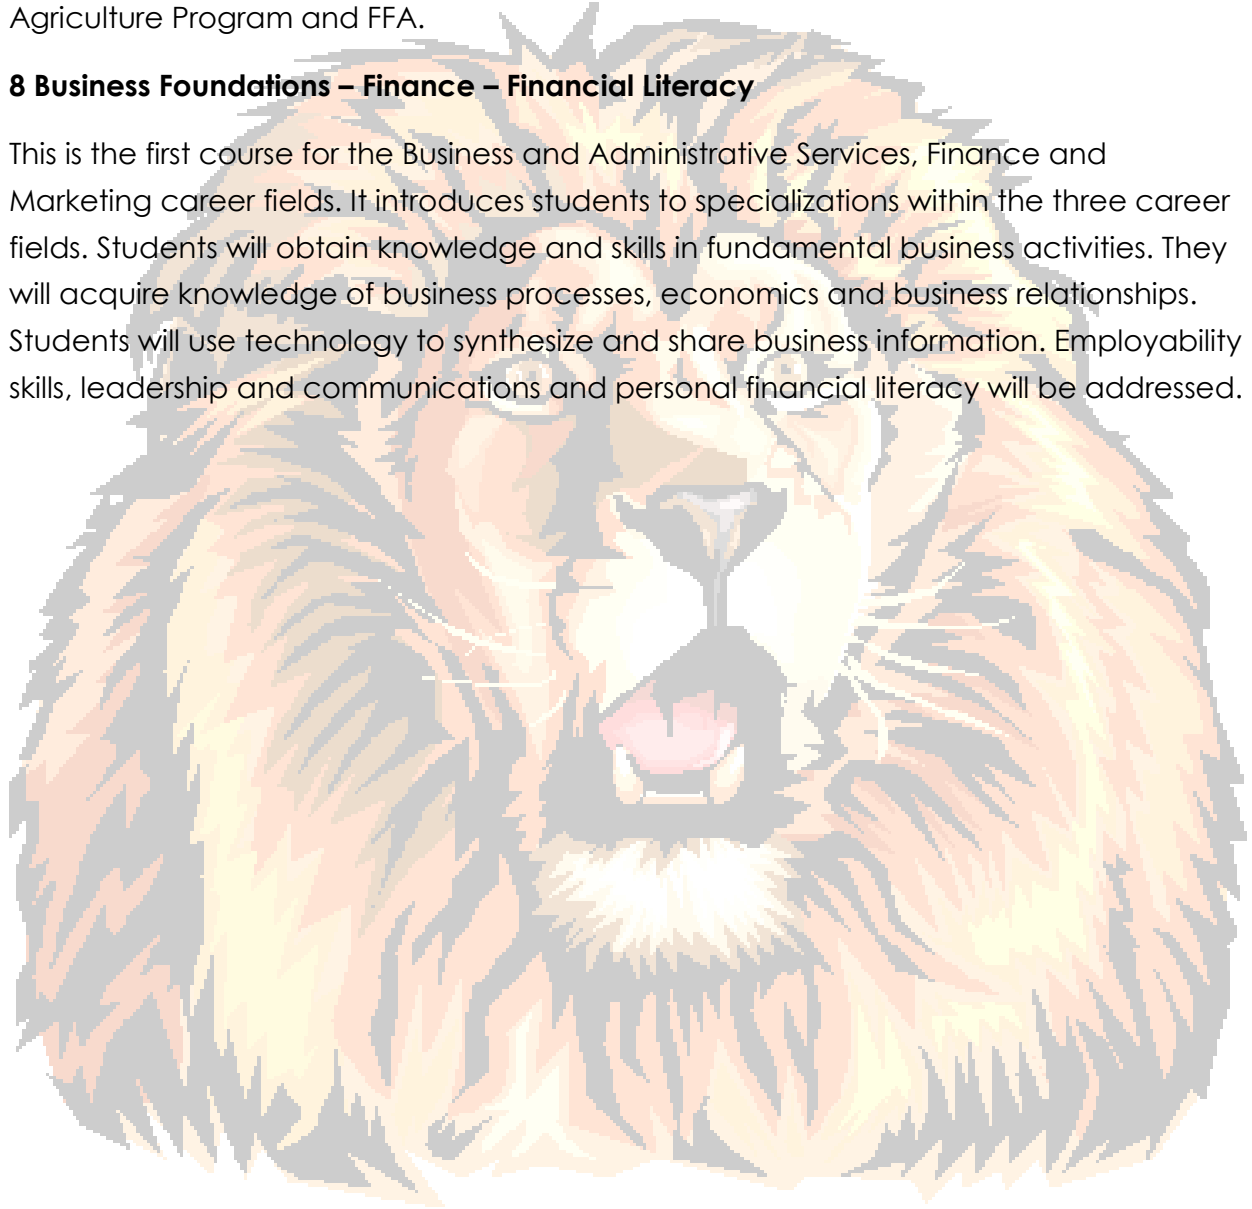 Agriculture Program and FFA.
8 Business Foundations – Finance – Financial Literacy
This is the first course for the Business and Administrative Services, Finance and
Marketing career fields. It introduces students to specializations within the three career
fields. Students will obtain knowledge and skills in fundamental business activities. They
will acquire knowledge of business processes, economics and business relationships.
Students will use technology to synthesize and share business information. Employability
skills, leadership and communications and personal financial literacy will be addressed.